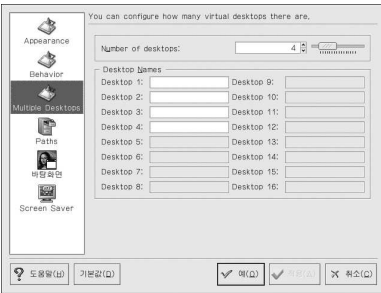 You can configure how many virtual desktops there are.
Appearance
Behavior
Multiple Desktops
Paths
바탕화면
Screen Saver
Number of desktops:
4
Desktop Names
Desktop 1:
Desktop 9:
Desktop 2:
Desktop 10:
Desktop 3:
Desktop 11:
Desktop 4:
Desktop 12:
Desktop 5:
Desktop 13:
Desktop 6:
Desktop 14:
Desktop 7:
Desktop 15:
Desktop 8:
Desktop 16:
도움말(H)
기본값(D)
예(O)
취소(C)